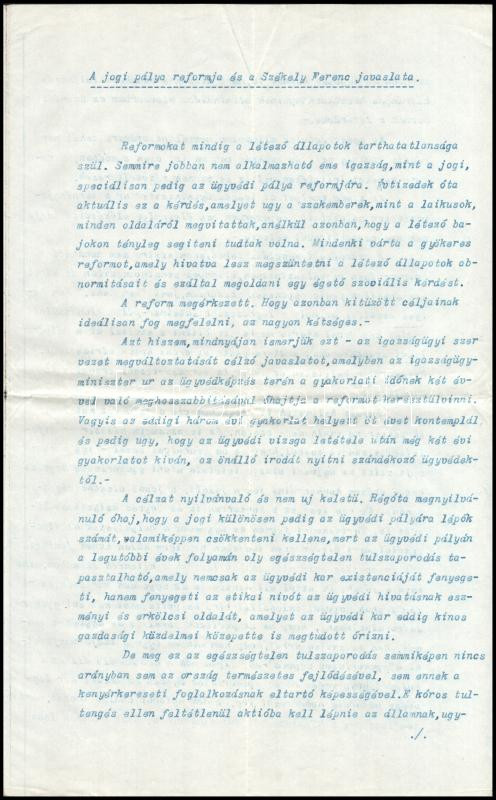 A jogi pálya reformja és a Székely Ferenc javaslata.
Reformokat mindig a létező állapotok tarthatatlansága
szül. Semmire jobban nem alkalmazható eme igazság,mint a jogi,
speciálisan pedig az ügyvédi pálya reformjára. Évtizedek óta
aktuális ez a kérdés,amelyet ugy a szakemberek,mint a laikusok,
minden oldaláról megvitattak,anélkül azonban,hogy a létező ba-
jokon tényleg segiteni tudtak volna. Mindenki várta a gyökeres
reformot,amely hivatva lesz megszüntetni a létező állapotok ab-
normitásait és ezáltal megoldani egy égető szociális kérdést.
A reform megérkezett. Hogy azonban kitüzött céljainak
ideálisan fog megfelelni, az nagyon kétséges.-
Azt hiszem,mindnyájan ismerjük ezt - az igazságügyi szer
vezet megváltoztatását célzó javaslatot,amelyben az igazságügy-
miniszter ur az ügyvédképzés terén a gyakorlati időnek két év-
vel való meghosszabbitásával óhajtja a reformot keresztülvinni.
Vagyis az eddigi három évi gyakorlat helyett öt évet kontemplál
és pedig ugy, hogy az ügyvédi vizsga letétele után még két évi
gyakorlatot kiván, az önálló irodát nyitni szándékozó ügyvédek-
től.-
A célzat nyilvánvaló és nem uj keletü. Régóta megnyilvá-
nuló óhaj,hogy a jogi különösen pedig az ügyvédi pályára lépők
számát,valamiképpen csökkenteni kellene,mert az ügyvédi pályán
a legutóbbi évek folyamán oly egészségtelen tulszaporodás ta-
pasztalható,amely nemcsak az ügyvédi kar existenciáját fenyege-
ti, hanem fenyegeti az etikai nivót az ügyvédi hivatásnak esz-
ményi és erkölcsi oldalát, amelyet az ügyvédi kar eddig kinos
gazdasági küzdelmei közepette is megtudott őrizni.
De meg ez az egészségtelen tulszaporodás semmiképen nincs
arányban sem az ország természetes fejlődésével, sem ennek a
kenyérkereseti foglalkozásnak eltartó képességével.E kóros tul-
tengés ellen feltétlenül aktióba kell lépnie az államnak,ugy-
./.